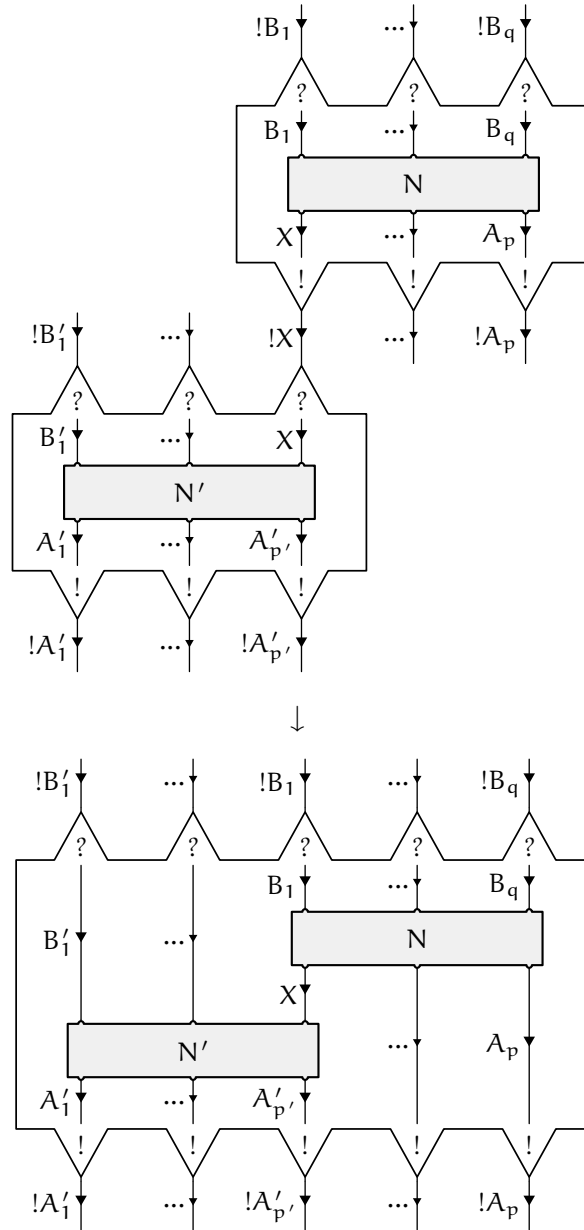 !B₁ ... !B_q
? ? ?
B₁ ... B_q
N
X ... A_p
! ! !
!B′₁ ... !X ... !A_p
? ? ?
B′₁ ... X
N′
A′₁ ... A′_p′
! ! !
!A′₁ ... !A′_p′
↓
!B′₁ ... !B₁ ... !B_q
? ? ? ? ?
B₁ ... B_q
B′₁ ... N
X
N′ ... A_p
A′₁ ... A′_p′
! ! ! ! !
!A′₁ ... !A′_p′ ... !A_p